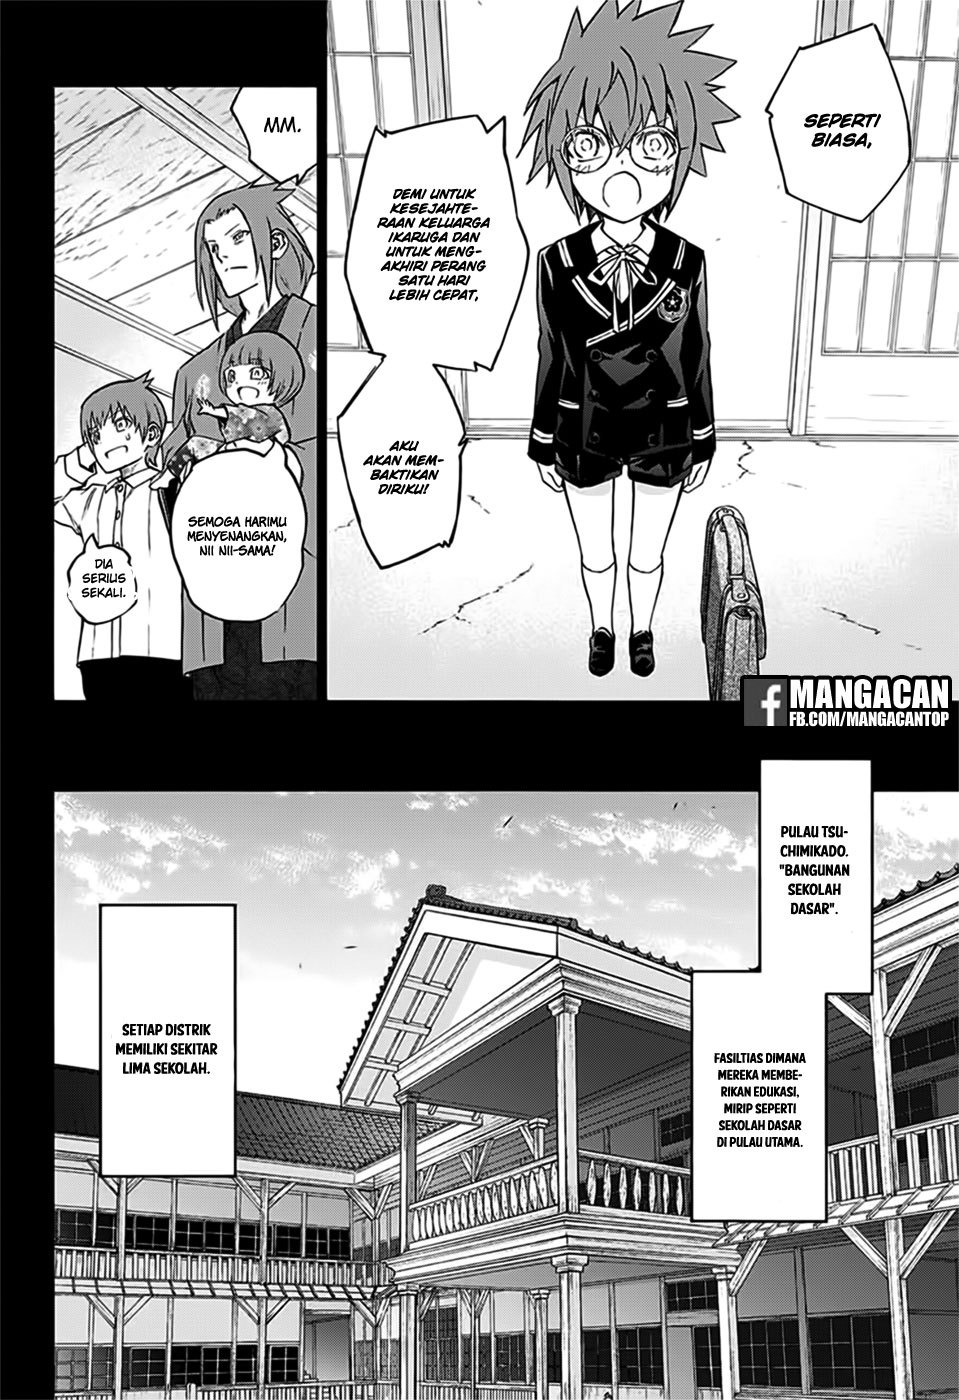 SEPERTI
BIASA,
DEMI UNTUK
KESEJAHTE-
RAAN KELUARGA
IKARUGA DAN
UNTUK MENG-
AKHIRI PERANG
SATU HARI
LEBIH CEPAT,
AKU
AKAN MEM-
BAKTIKAN
DIRIKU!
MM.
SEMOGA HARIMU
MENYENANGKAN,
NII NII-SAMA!
DIA
SERIUS
SEKALI.
MANGACAN
FB.COM/MANGACANTOP
PULAU TSU-
CHIMIKADO.
"BANGUNAN
SEKOLAH
DASAR".
FASILTIAS DIMANA
MEREKA MEMBE-
RIKAN EDUKASI,
MIRIP SEPERTI
SEKOLAH DASAR
DI PULAU UTAMA.
SETIAP DISTRIK
MEMILIKI SEKITAR
LIMA SEKOLAH.